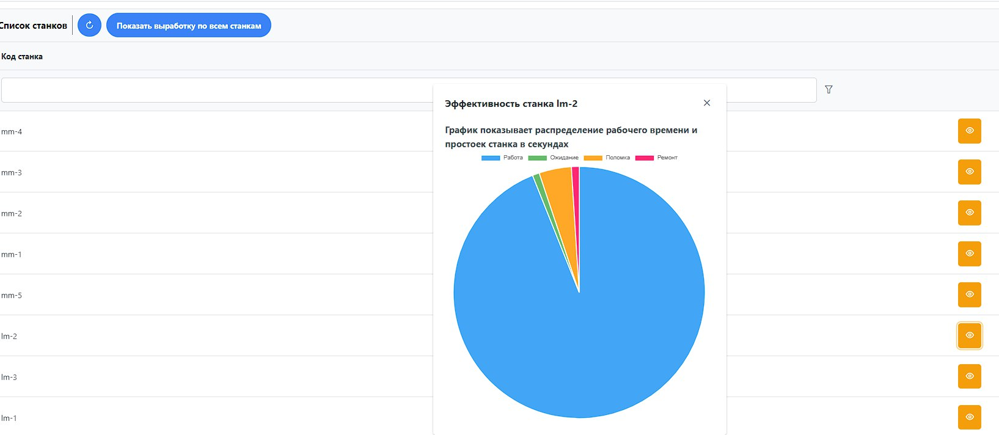 Список станков
Показать выработку по всем станкам
Код станка
Эффективность станка lm-2
График показывает распределение рабочего времени и
простоек станка в секундах
Работа Ожидание Поломка Ремонт
mm-4
mm-3
mm-2
mm-1
mm-5
lm-2
lm-3
lm-1